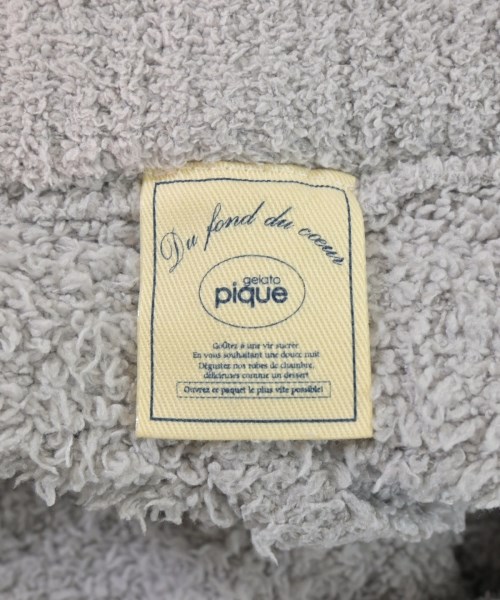 Du fond du cœur
gelato
pique
Goûtez à une vie sucrée
En vous souhaitant une douce nuit
Dégustez nos robes de chambre,
délicieuses comme un dessert
Ouvrez ce paquet le plus vite possible!